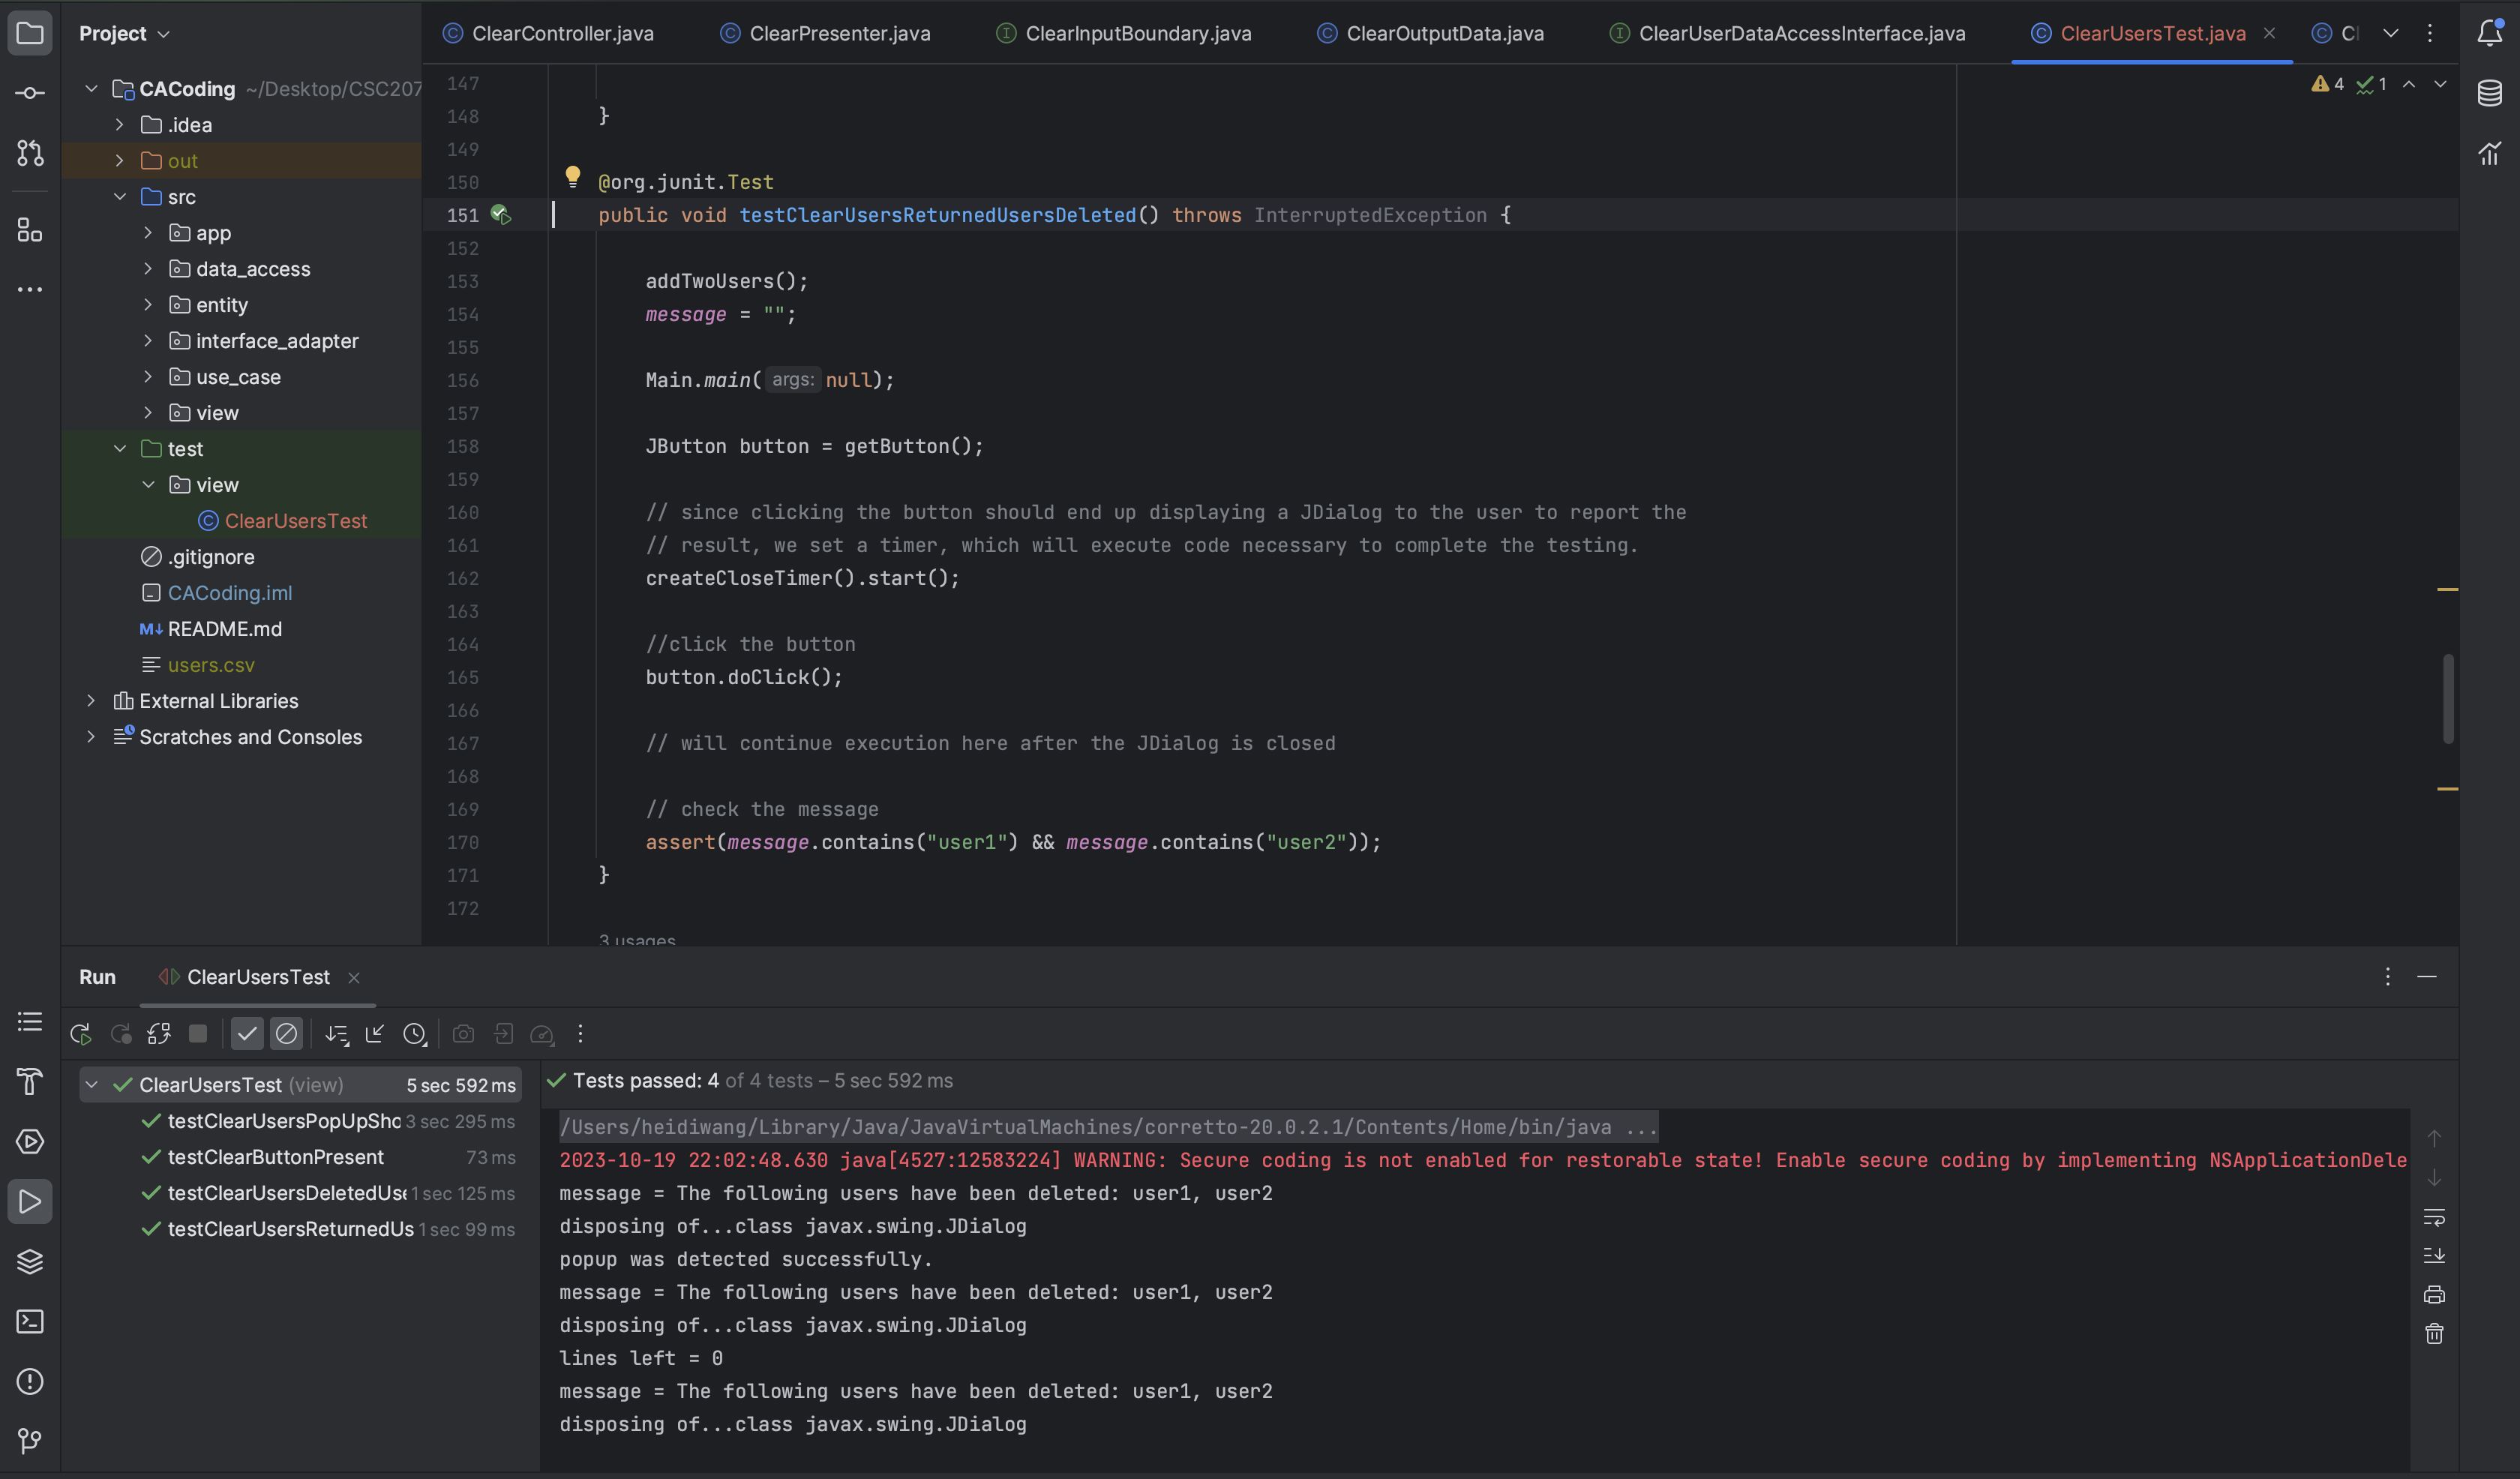 Project
ClearController.java
ClearPresenter.java
ClearInputBoundary.java
ClearOutputData.java
ClearUserDataAccessInterface.java
ClearUsersTest.java
CACoding ~/Desktop/CSC207
.idea
out
src
app
data_access
entity
interface_adapter
use_case
view
test
view
ClearUsersTest
.gitignore
CACoding.iml
README.md
users.csv
External Libraries
Scratches and Consoles
4 1
147
148 }
149
150 @org.junit.Test
151 public void testClearUsersReturnedUsersDeleted() throws InterruptedException {
152
153 addTwoUsers();
154 message = "";
155
156 Main.main( args: null);
157
158 JButton button = getButton();
159
160 // since clicking the button should end up displaying a JDialog to the user to report the
161 // result, we set a timer, which will execute code necessary to complete the testing.
162 createCloseTimer().start();
163
164 //click the button
165 button.doClick();
166
167 // will continue execution here after the JDialog is closed
168
169 // check the message
170 assert(message.contains("user1") && message.contains("user2"));
171 }
172
3 usages
Run ClearUsersTest
ClearUsersTest (view) 5 sec 592 ms
testClearUsersPopUpSho 3 sec 295 ms
testClearButtonPresent 73 ms
testClearUsersDeletedUse 1 sec 125 ms
testClearUsersReturnedUs 1 sec 99 ms
Tests passed: 4 of 4 tests – 5 sec 592 ms
/Users/heidiwang/Library/Java/JavaVirtualMachines/corretto-20.0.2.1/Contents/Home/bin/java ...
2023-10-19 22:02:48.630 java[4527:12583224] WARNING: Secure coding is not enabled for restorable state! Enable secure coding by implementing NSApplicationDele
message = The following users have been deleted: user1, user2
disposing of...class javax.swing.JDialog
popup was detected successfully.
message = The following users have been deleted: user1, user2
disposing of...class javax.swing.JDialog
lines left = 0
message = The following users have been deleted: user1, user2
disposing of...class javax.swing.JDialog